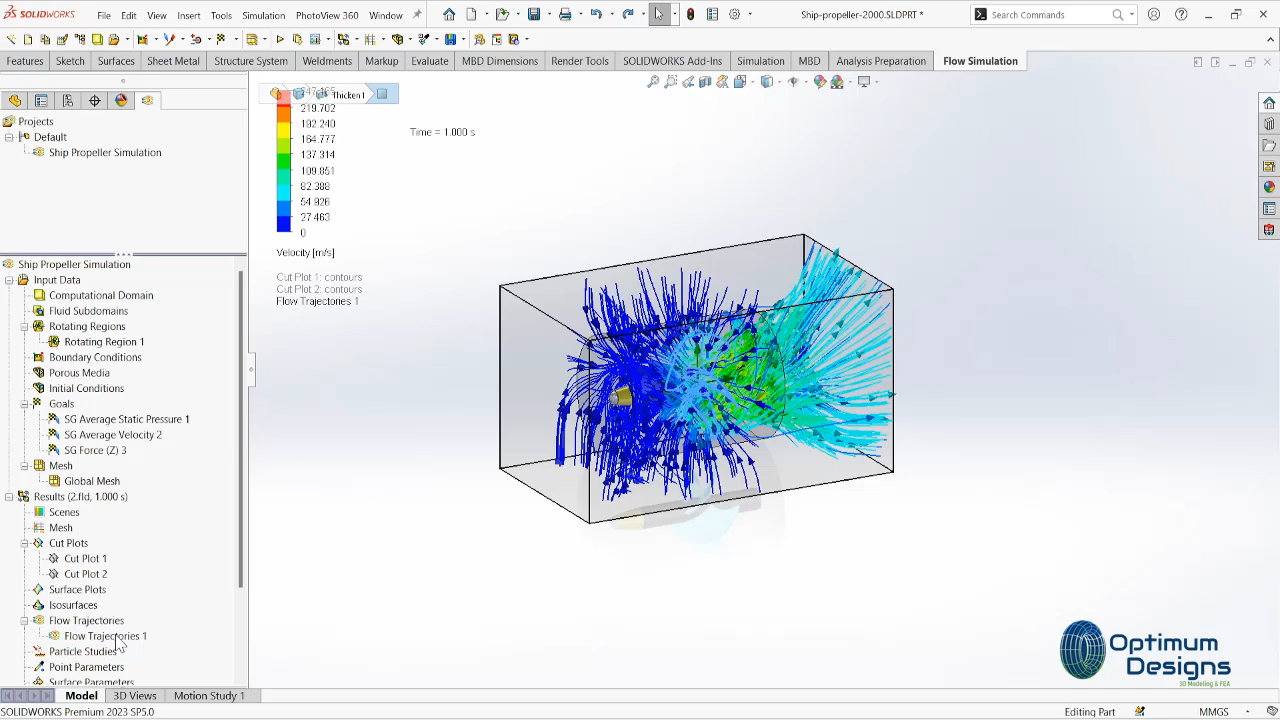 SOLIDWORKS File Edit View Insert Tools Simulation PhotoView 360 Window Ship-propeller-2000.SLDPRT * Search Commands
Features Sketch Surfaces Sheet Metal Structure System Weldments Markup Evaluate MBD Dimensions Render Tools SOLIDWORKS Add-Ins Simulation MBD Analysis Preparation Flow Simulation
Projects
Default
Ship Propeller Simulation
Ship Propeller Simulation
Input Data
Computational Domain
Fluid Subdomains
Rotating Regions
Rotating Region 1
Boundary Conditions
Porous Media
Initial Conditions
Goals
SG Average Static Pressure 1
SG Average Velocity 2
SG Force (Z) 3
Mesh
Global Mesh
Results (2.fld, 1.000 s)
Scenes
Mesh
Cut Plots
Cut Plot 1
Cut Plot 2
Surface Plots
Isosurfaces
Flow Trajectories
Flow Trajectories 1
Particle Studies
Point Parameters
Surface Parameters
Thicken1
219.702
192.240
164.777
137.314
109.851
82.388
54.926
27.463
0
Velocity [m/s]
Cut Plot 1: contours
Cut Plot 2: contours
Flow Trajectories 1
Time = 1.000 s
Optimum
Designs
3D Modeling & FEA
Model 3D Views Motion Study 1
SOLIDWORKS Premium 2023 SP5.0 Editing Part MMGS